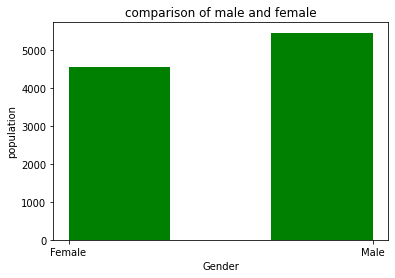 comparison of male and female
population
5000
4000
3000
2000
1000
0
Female
Male
Gender